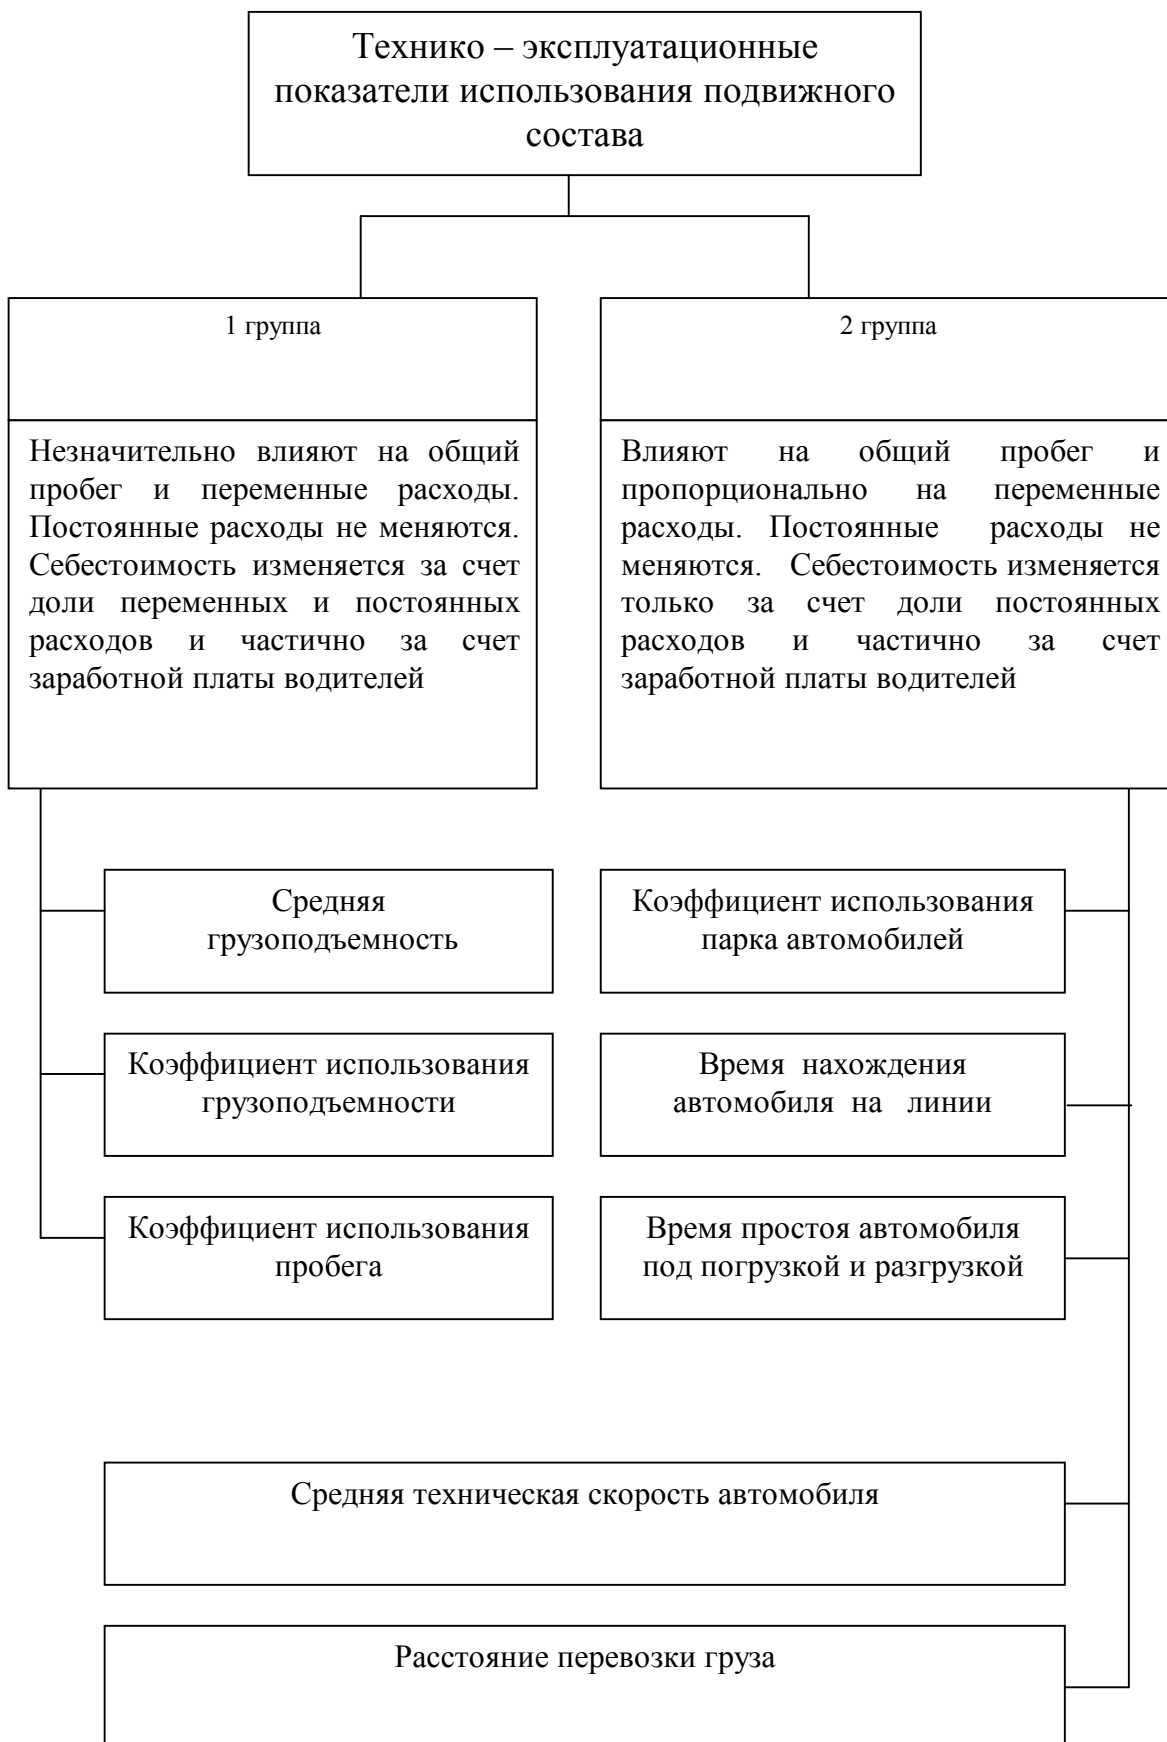 Технико – эксплуатационные
показатели использования подвижного
состава
1 группа
Незначительно влияют на общий
пробег и переменные расходы.
Постоянные расходы не меняются.
Себестоимость изменяется за счет
доли переменных и постоянных
расходов и частично за счет
заработной платы водителей
2 группа
Влияют на общий пробег и
пропорционально на переменные
расходы. Постоянные расходы не
меняются. Себестоимость изменяется
только за счет доли постоянных
расходов и частично за счет
заработной платы водителей
Средняя
грузоподъемность
Коэффициент использования
парка автомобилей
Коэффициент использования
грузоподъемности
Время нахождения
автомобиля на линии
Коэффициент использования
пробега
Время простоя автомобиля
под погрузкой и разгрузкой
Средняя техническая скорость автомобиля
Расстояние перевозки груза